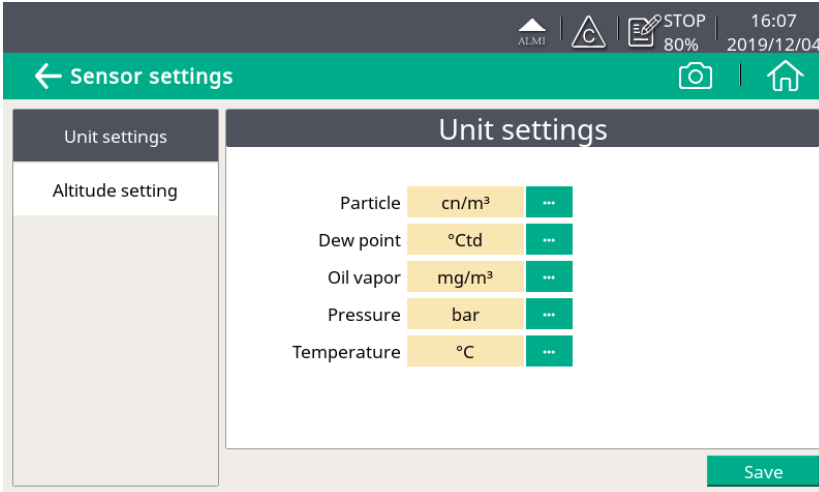 ALMI
C
STOP 16:07
80% 2019/12/04
Sensor settings
Unit settings
Altitude setting
Unit settings
Particle cn/m³ ...
Dew point °Ctd ...
Oil vapor mg/m³ ...
Pressure bar ...
Temperature °C ...
Save